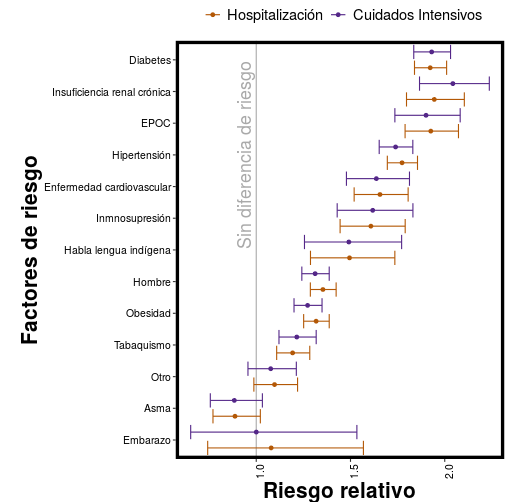 Hospitalización Cuidados Intensivos
Factores de riesgo
Sin diferencia de riesgo
Diabetes
Insuficiencia renal crónica
EPOC
Hipertensión
Enfermedad cardiovascular
Inmnosupresión
Habla lengua indígena
Hombre
Obesidad
Tabaquismo
Otro
Asma
Embarazo
1.0 1.5 2.0
Riesgo relativo